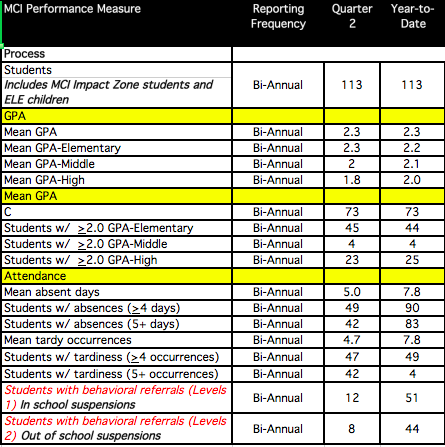 MCI Performance Measure Reporting Frequency Quarter 2 Year-to-Date
Process
Students
Includes MCI Impact Zone students and ELE children Bi-Annual 113 113
GPA
Mean GPA Bi-Annual 2.3 2.3
Mean GPA-Elementary Bi-Annual 2.3 2.2
Mean GPA-Middle Bi-Annual 2 2.1
Mean GPA-High Bi-Annual 1.8 2.0
Mean GPA
C Bi-Annual 73 73
Students w/ ≥2.0 GPA-Elementary Bi-Annual 45 44
Students w/ ≥2.0 GPA-Middle Bi-Annual 4 4
Students w/ ≥2.0 GPA-High Bi-Annual 23 25
Attendance
Mean absent days Bi-Annual 5.0 7.8
Students w/ absences (≥4 days) Bi-Annual 49 90
Students w/ absences (5+ days) Bi-Annual 42 83
Mean tardy occurrences Bi-Annual 4.7 7.8
Students w/ tardiness (≥4 occurrences) Bi-Annual 47 49
Students w/ tardiness (5+ occurrences) Bi-Annual 42 4
Students with behavioral referrals (Levels 1) In school suspensions Bi-Annual 12 51
Students with behavioral referrals (Levels 2) Out of school suspensions Bi-Annual 8 44